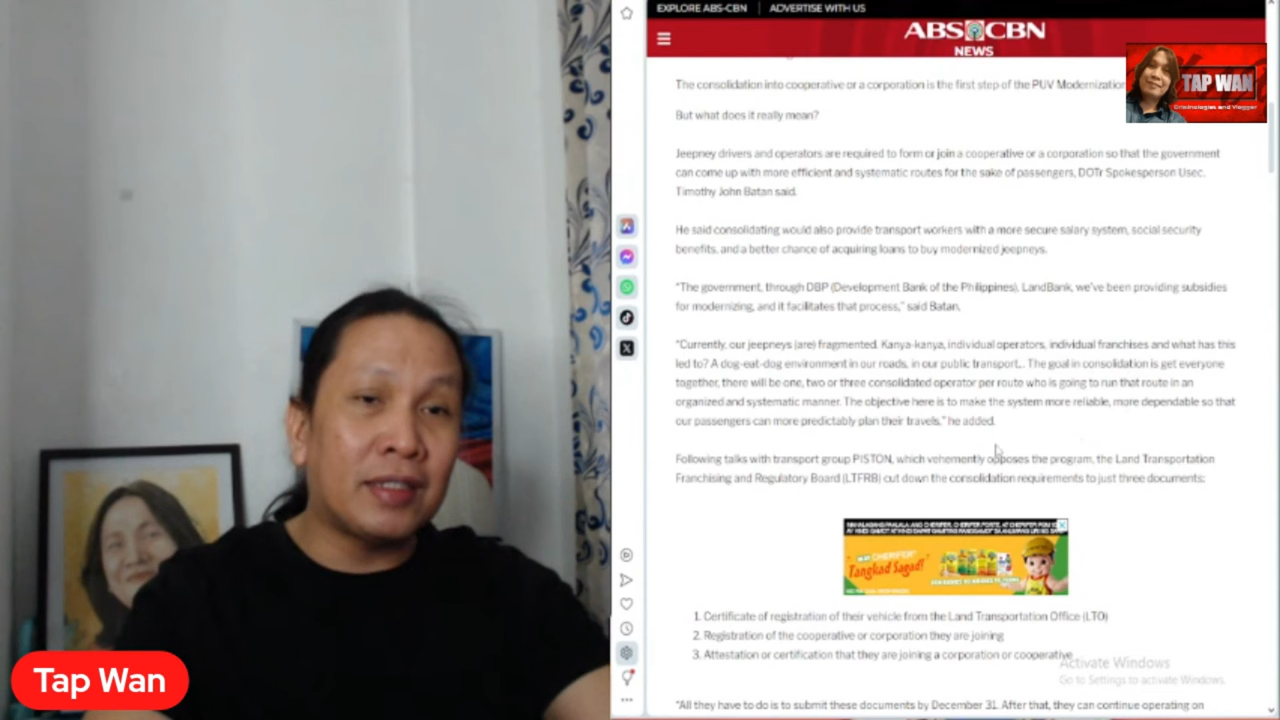 EXPLORE ABS-CBN
ADVERTISE WITH US
ABS CBN
NEWS
TAP WAN
The consolidation into cooperative or a corporation is the first step of the PUV Modernization
But what does it really mean?
Jeepney drivers and operators are required to form or join a cooperative or a corporation so that the government
can come up with more efficient and systematic routes for the sake of passengers, DOTr Spokesperson Usec.
Timothy John Batan said.
He said consolidating would also provide transport workers with a more secure salary system, social security
benefits, and a better chance of acquiring loans to buy modernized jeepneys.
"The government, through DBP (Development Bank of the Philippines), LandBank, we've been providing subsidies
for modernizing, and it facilitates that process," said Batan.
"Currently, our jeepneys (are) fragmented. Kanya-kanya, individual operators, individual franchises and what has this
led to? A dog-eat-dog environment in our roads, in our public transport... The goal in consolidation is get everyone
together, there will be one, two or three consolidated operator per route who is going to run that route in an
organized and systematic manner. The objective here is to make the system more reliable, more dependable so that
our passengers can more predictably plan their travels," he added.
Following talks with transport group PISTON, which vehemently opposes the program, the Land Transportation
Franchising and Regulatory Board (LTFRB) cut down the consolidation requirements to just three documents:
CHERIFER
Tangkad Sagad!
1. Certificate of registration of their vehicle from the Land Transportation Office (LTO)
2. Registration of the cooperative or corporation they are joining
3. Attestation or certification that they are joining a corporation or cooperative
Activate Windows
Go to Settings to activate Windows.
"All they have to do is to submit these documents by December 31. After that, they can continue operating on
Tap Wan